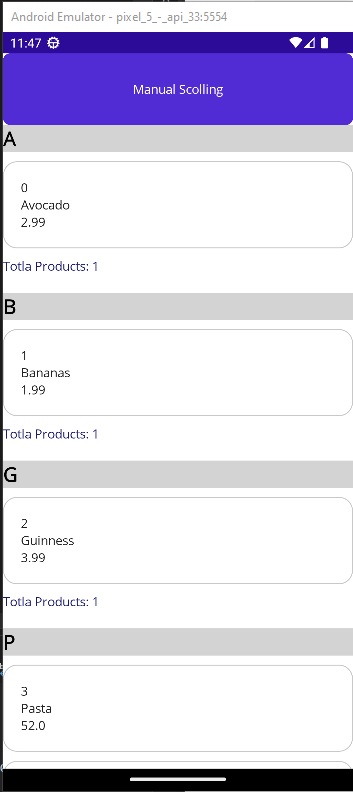 Android Emulator - pixel_5_-_api_33:5554
11:47
Manual Scolling
A
0
Avocado
2.99
Totla Products: 1
B
1
Bananas
1.99
Totla Products: 1
G
2
Guinness
3.99
Totla Products: 1
P
3
Pasta
52.0